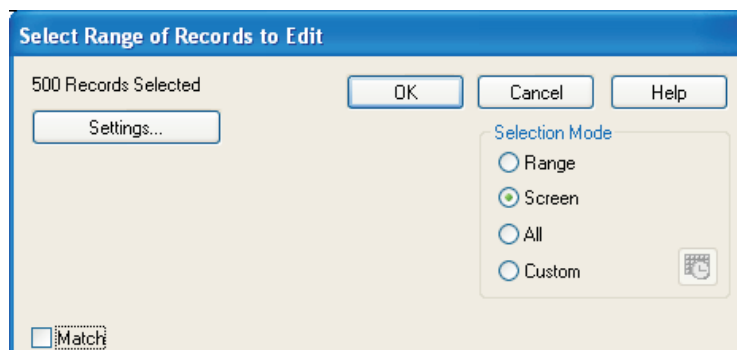 Select Range of Records to Edit
500 Records Selected
OK
Cancel
Help
Settings...
Selection Mode
Range
Screen
All
Custom
Match